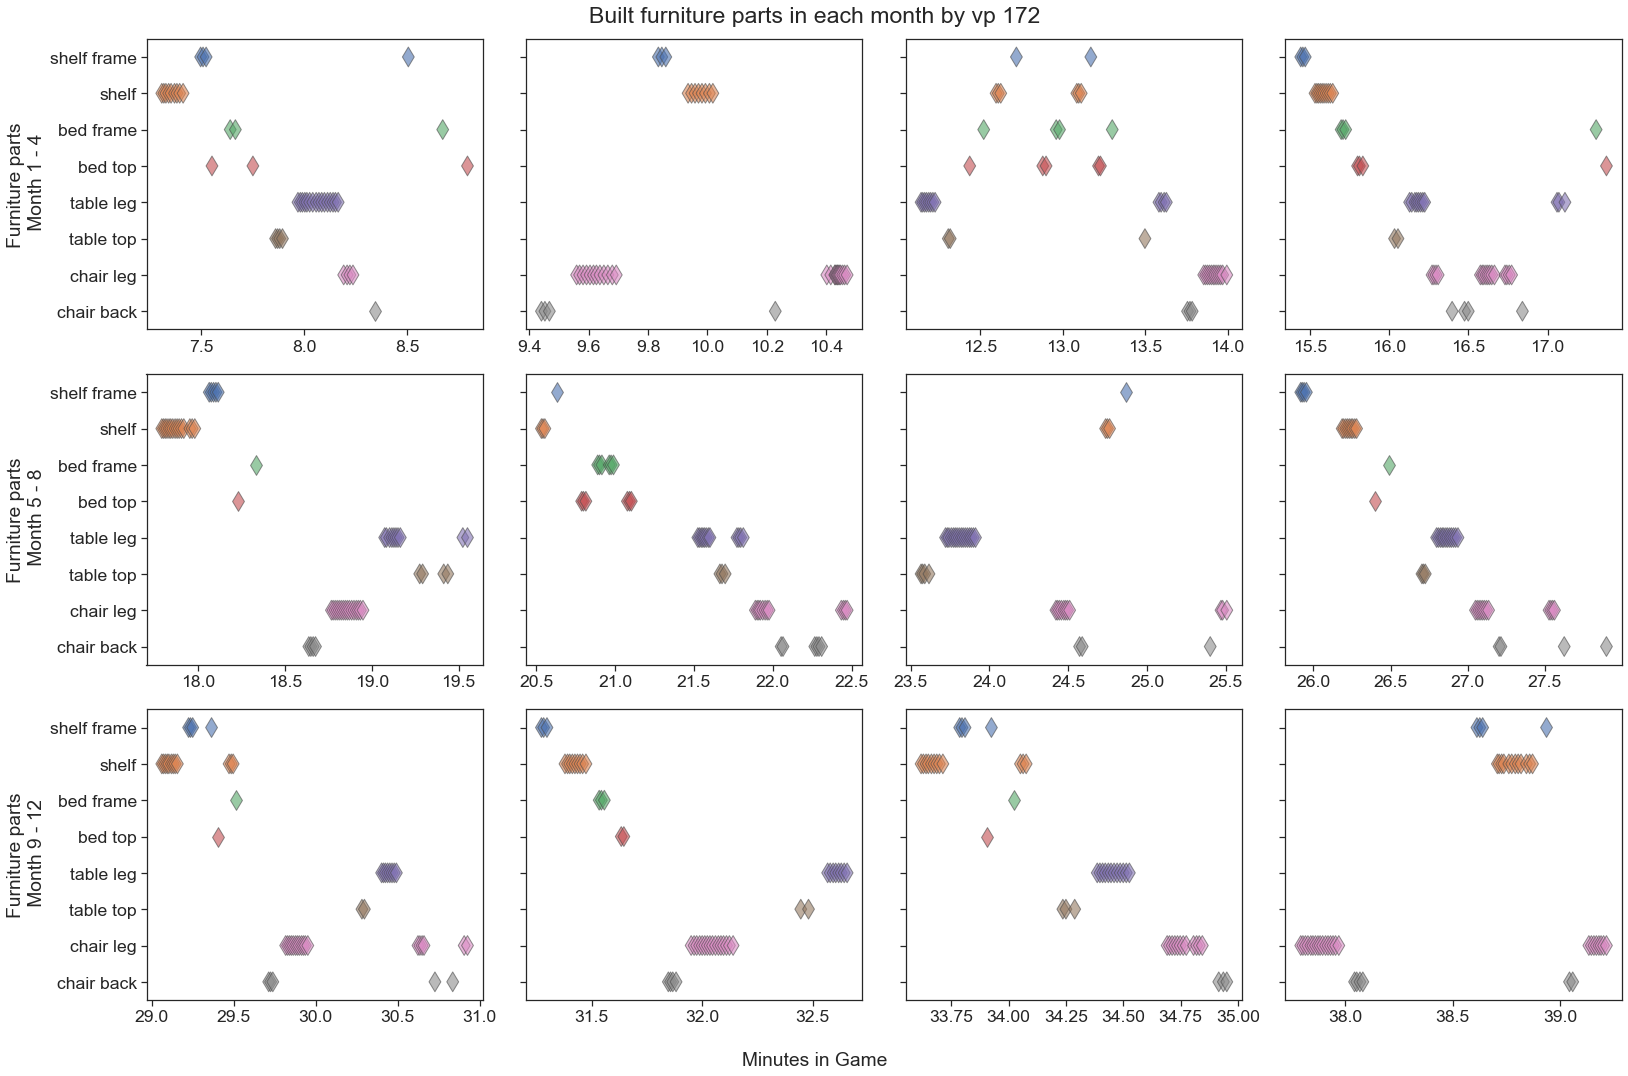 Built furniture parts in each month by vp 172
Furniture parts
Month 1 - 4
shelf frame
shelf
bed frame
bed top
table leg
table top
chair leg
chair back
7.5 8.0 8.5
9.4 9.6 9.8 10.0 10.2 10.4
12.5 13.0 13.5 14.0
15.5 16.0 16.5 17.0
Furniture parts
Month 5 - 8
shelf frame
shelf
bed frame
bed top
table leg
table top
chair leg
chair back
18.0 18.5 19.0 19.5
20.5 21.0 21.5 22.0 22.5
23.5 24.0 24.5 25.0 25.5
26.0 26.5 27.0 27.5
Furniture parts
Month 9 - 12
shelf frame
shelf
bed frame
bed top
table leg
table top
chair leg
chair back
29.0 29.5 30.0 30.5 31.0
31.5 32.0 32.5
33.75 34.00 34.25 34.50 34.75 35.00
38.0 38.5 39.0
Minutes in Game